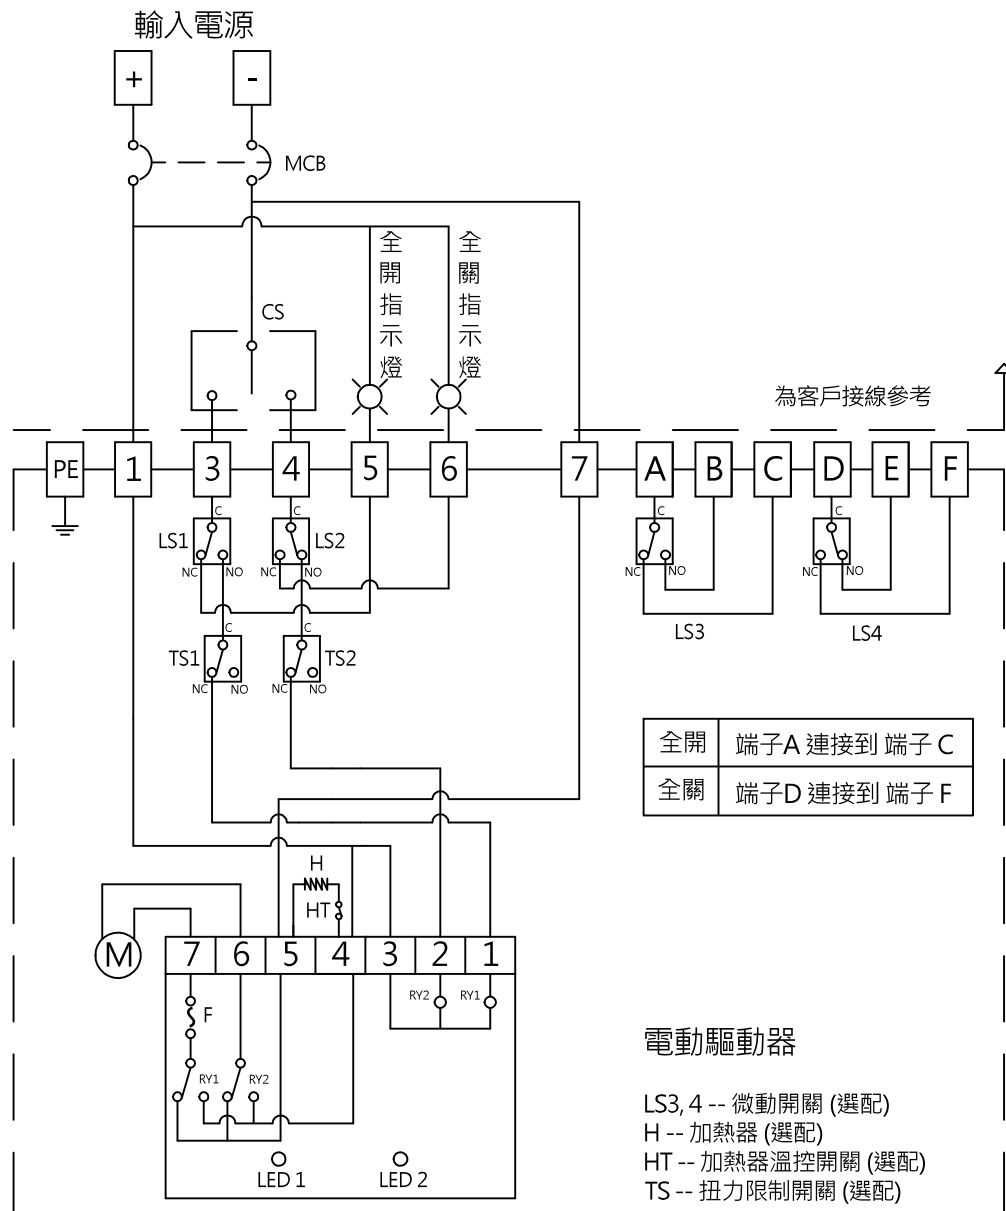 輸入電源
+ -
MCB
全開指示燈
全關指示燈
CS
為客戶接線參考
PE 1 3 4 5 6 7 A B C D E F
C C C C
LS1 LS2
NC NO NC NO NC NO NC NO
LS3 LS4
C C
TS1 TS2
NC NO NC NO
全開 端子A 連接到 端子 C
全關 端子D 連接到 端子 F
H
HT
M
7 6 5 4 3 2 1
RY2 RY1
F
RY1 RY2
LED 1 LED 2
電動驅動器
LS3, 4 -- 微動開關 (選配)
H -- 加熱器 (選配)
HT -- 加熱器溫控開關 (選配)
TS -- 扭力限制開關 (選配)